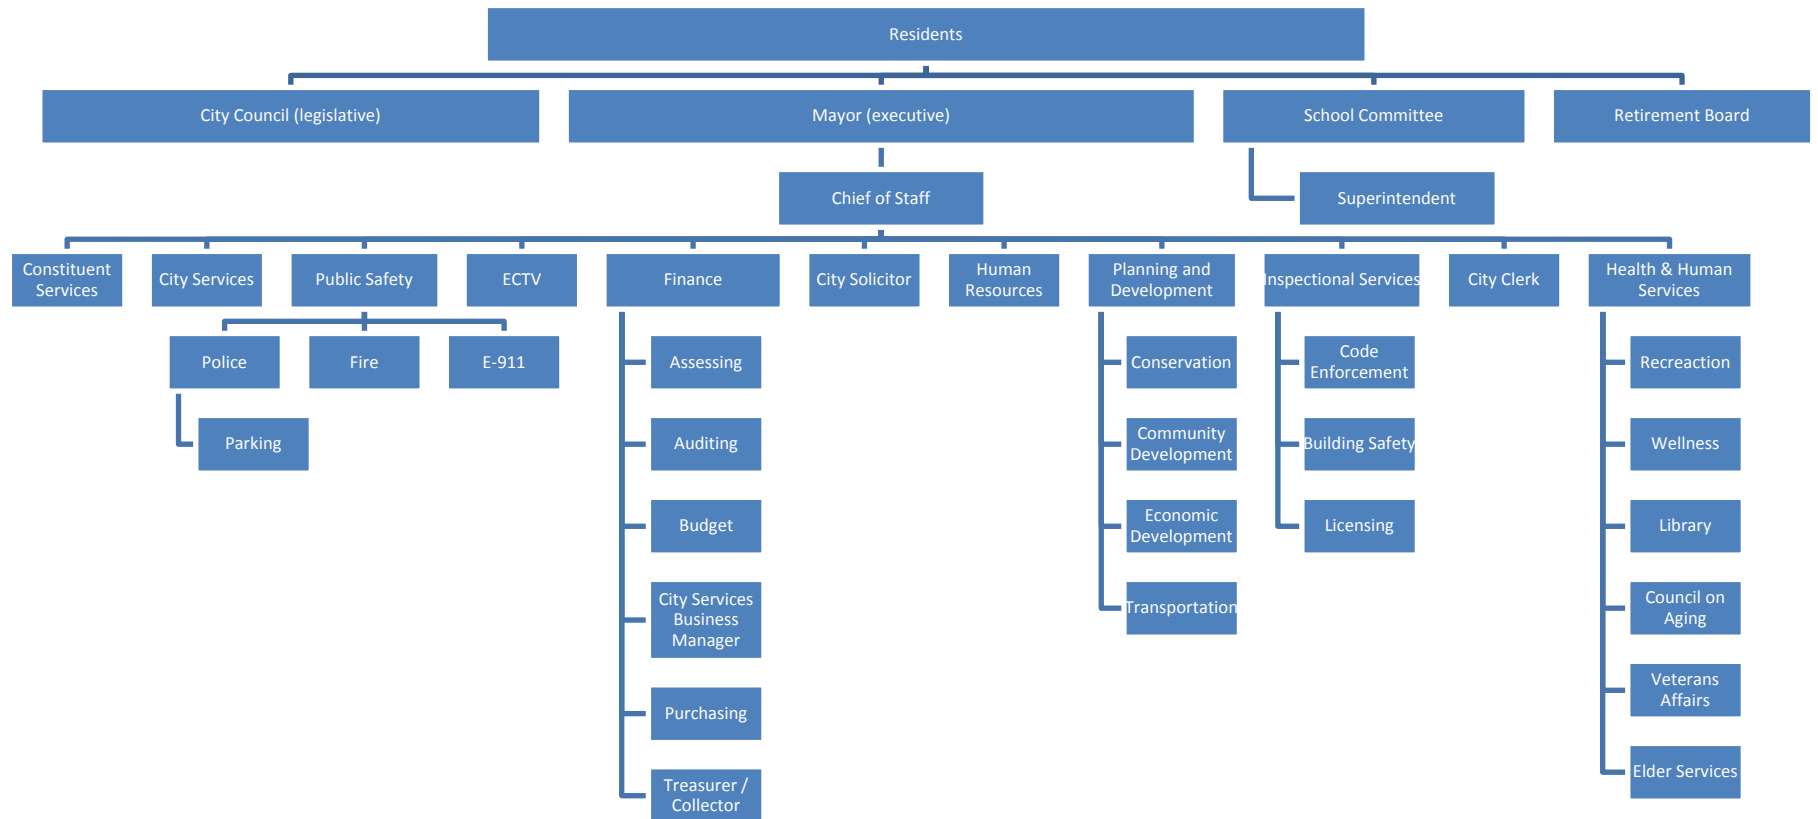 Residents
City Council (legislative)
Mayor (executive)
School Committee
Retirement Board
Chief of Staff
Superintendent
Constituent
Services
City Services
Public Safety
ECTV
Finance
City Solicitor
Human
Resources
Planning and
Development
Inspectional Services
City Clerk
Health & Human
Services
Police
Fire
E-911
Parking
Assessing
Auditing
Budget
City Services
Business
Manager
Purchasing
Treasurer /
Collector
Conservation
Community
Development
Economic
Development
Transportation
Code
Enforcement
Building Safety
Licensing
Recreaction
Wellness
Library
Council on
Aging
Veterans
Affairs
Elder Services